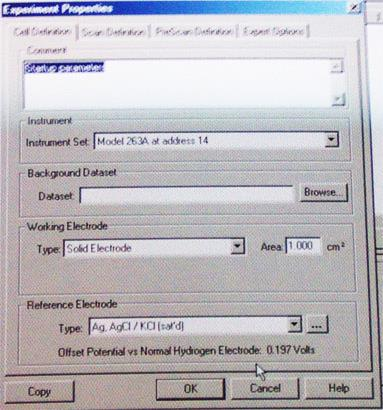 Experiment Properties
Cell Definition Scan Definition PreScan Definition Expert Options
Comment
Startup parameters
Instrument
Instrument Set: Model 263A at address 14
Background Dataset
Dataset: Browse...
Working Electrode
Type: Solid Electrode Area: 1.000 cm²
Reference Electrode
Type: Ag, AgCl / KCl (sat'd) ...
Offset Potential vs Normal Hydrogen Electrode: 0.197 Volts
Copy OK Cancel Help